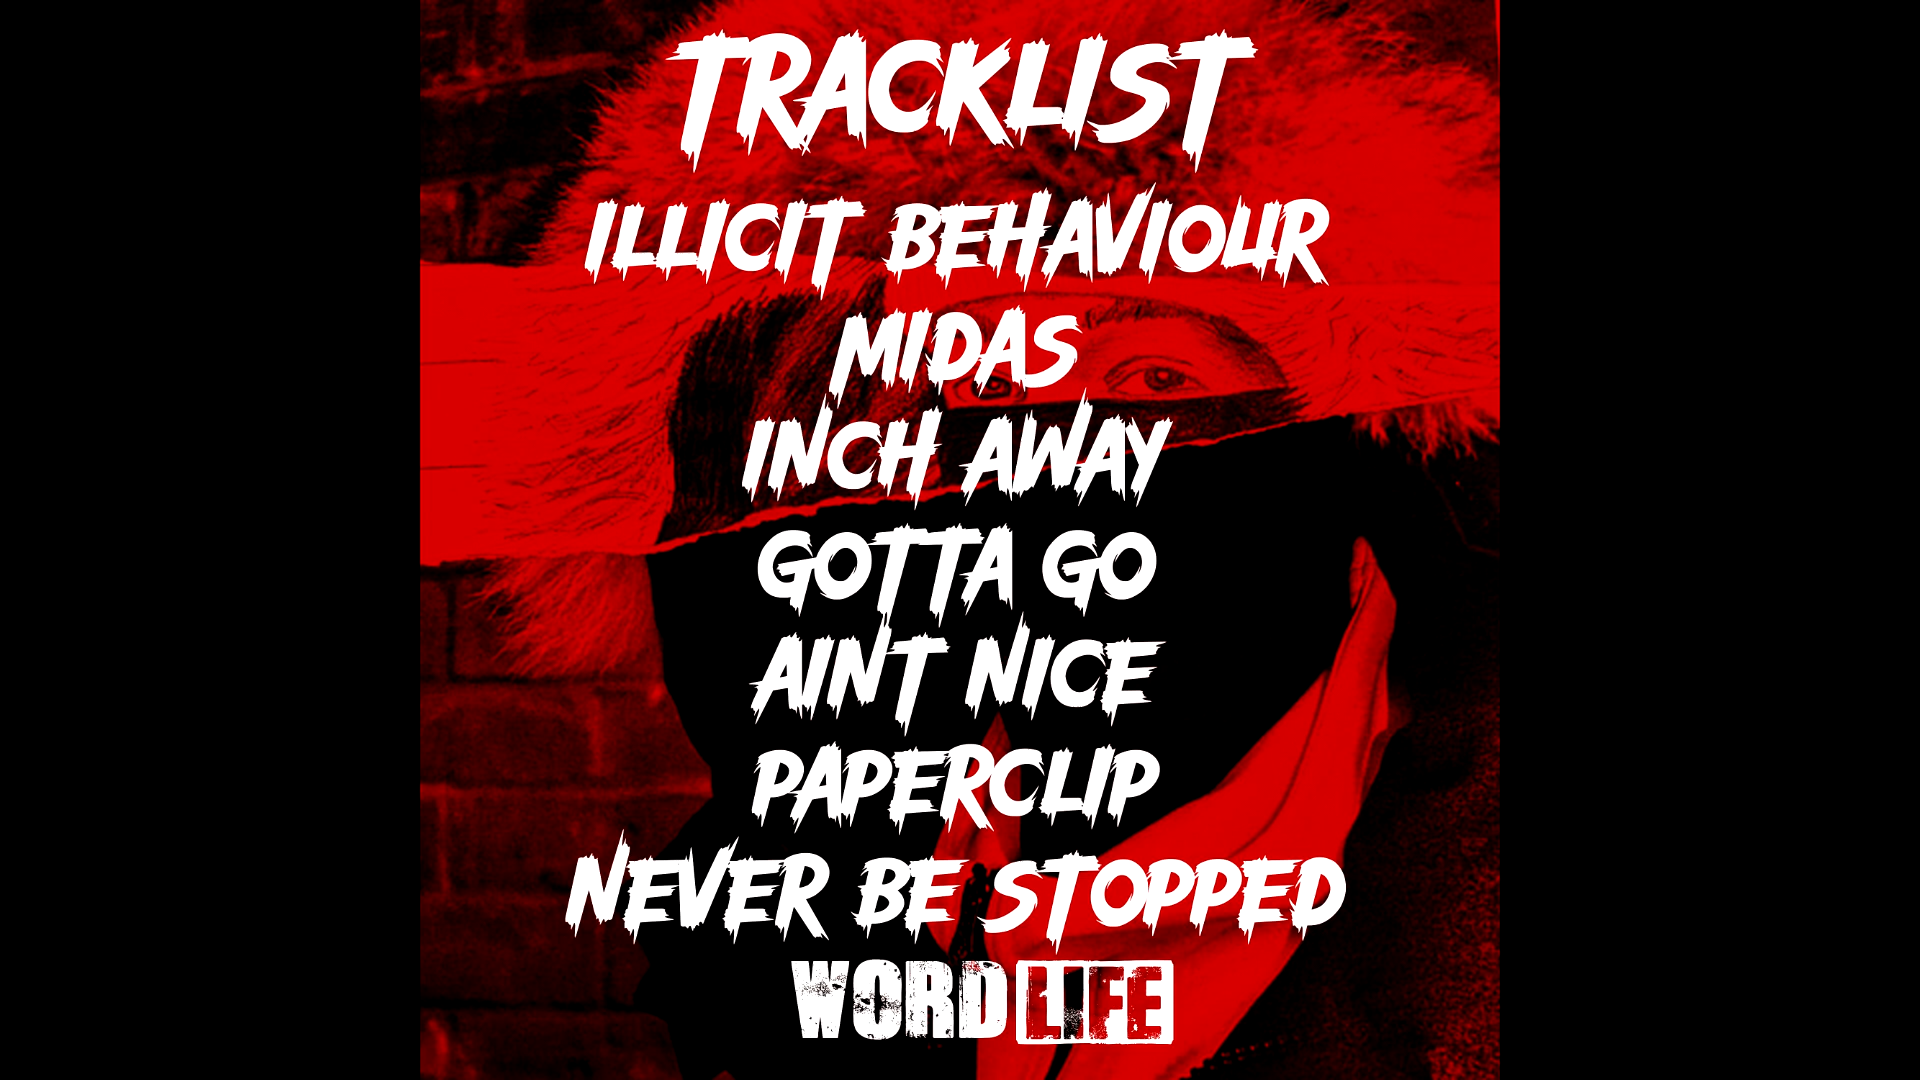 TRACKLIST
ILLICIT BEHAVIOUR
MIDAS
INCH AWAY
GOTTA GO
AINT NICE
PAPERCLIP
NEVER BE STOPPED
WORD LIFE